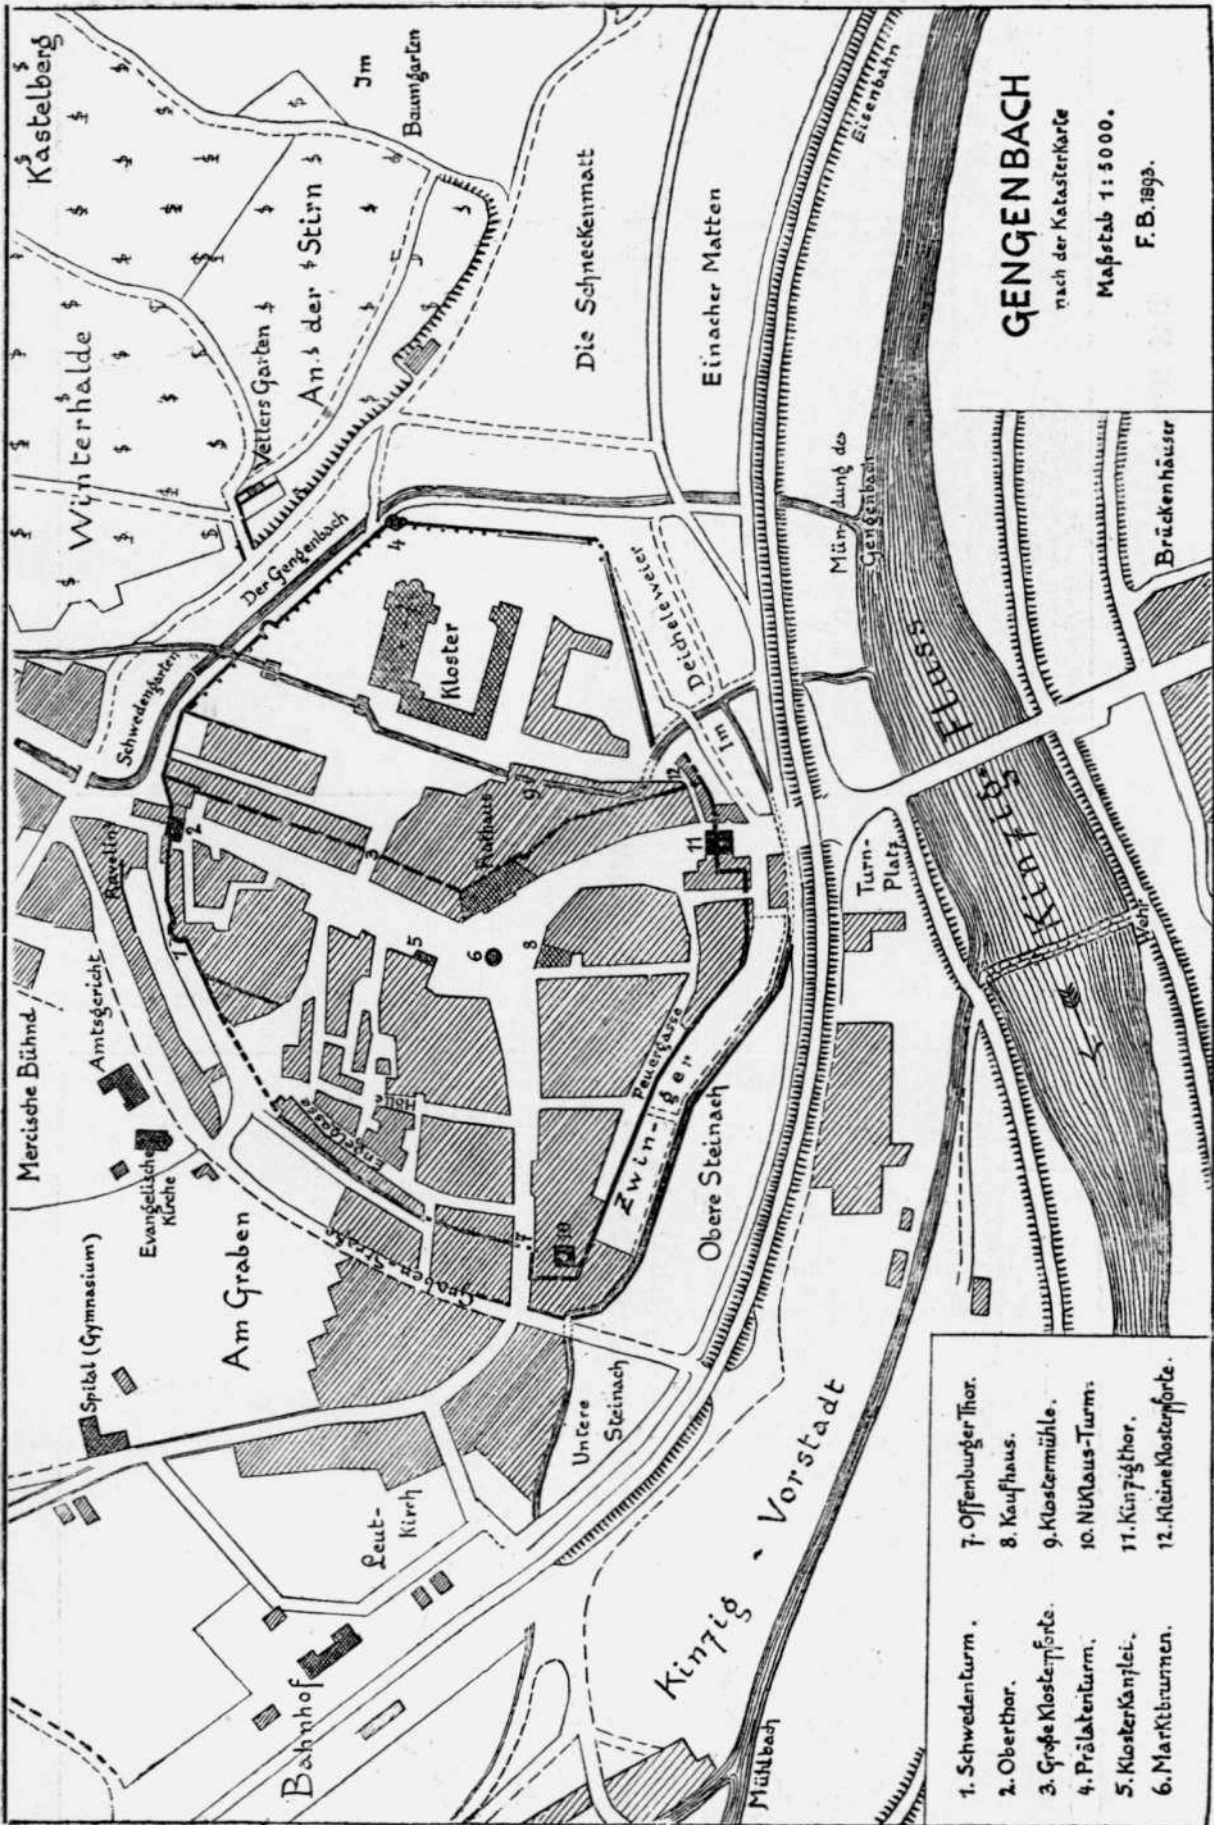 GENGENBACH
nach der Katasterkarte
Maßstab 1:5000.
F.B.1893.
Kastelberg
Im
Baumgarten
Winterhalde
Vetters Garten
An der Stirn
Die Schneckenmatt
Einacher Matten
Eisenbahn
Der Gengenbach
Schwedengarten
Mündung des
Gengenbach
Kloster
Im Deichelsweier
Brückenhäuser
Fluss
Kinzig
Wehr
Turn-
Platz
Rathaus
Ravelin
Amtsgericht
Mercische Bühnd
Evangelische
Kirche
Am Graben
Spital (Gymnasium)
Grabenstraße
Engelgasse
Feuergasse
Zwinger
Obere Steinach
Untere
Steinach
Leut-
Kirch
Bahnhof
Kinzig - Vorstadt
Mühlbach
1
2
3
4
5
6
7
8
9
10
11
12
1. Schwedenturm.
2. Oberthor.
3. Große Klosterpforte.
4. Prälatenturm.
5. Klosterkanzlei.
6. Marktbrunnen.
7. Offenburger Thor.
8. Kaufhaus.
9. Klostermühle.
10. Niklaus-Turm.
11. Kinzigthor.
12. Kleine Klosterpforte.